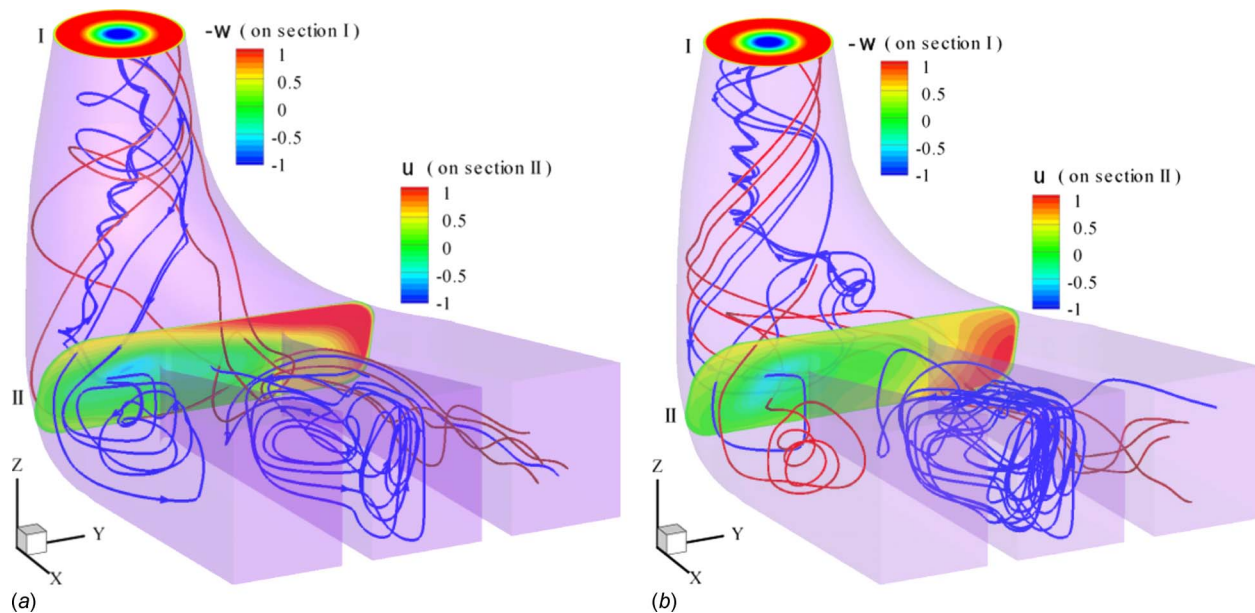 I
-w (on section I)
1
0.5
0
-0.5
-1
u (on section II)
1
0.5
0
-0.5
-1
II
Z
Y
X
(a)
I
-w (on section I)
1
0.5
0
-0.5
-1
u (on section II)
1
0.5
0
-0.5
-1
II
Z
Y
X
(b)